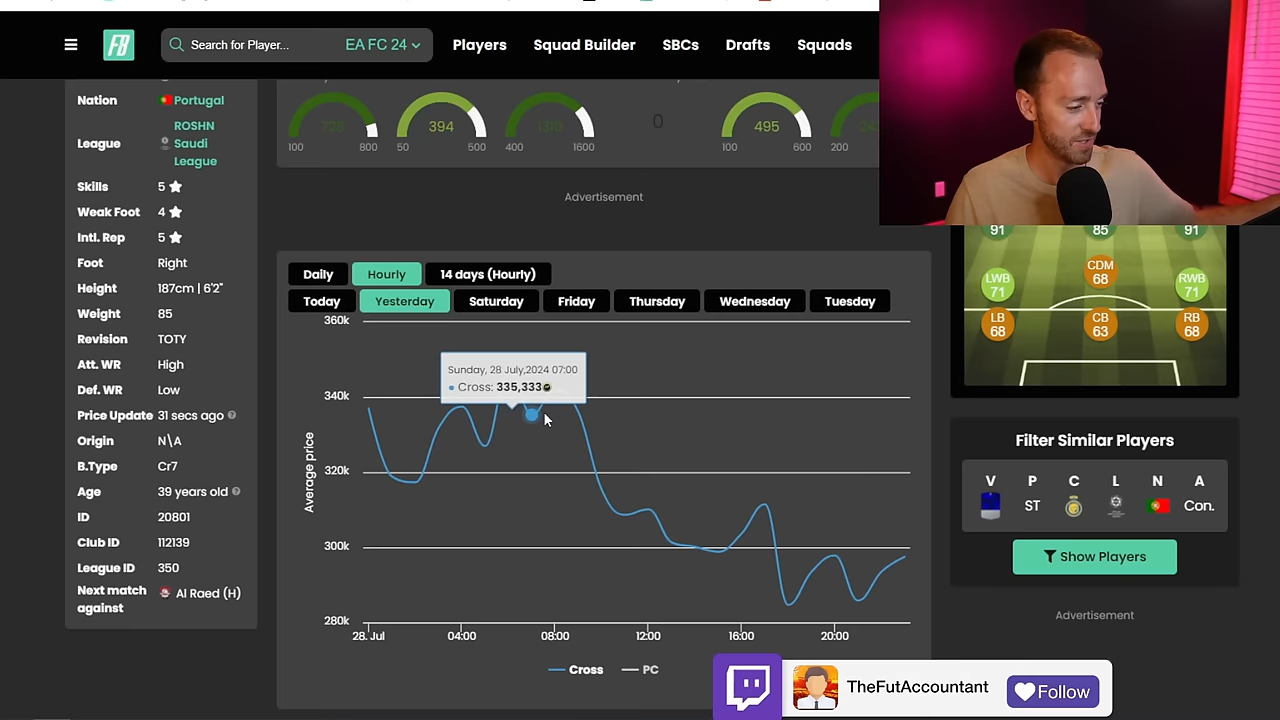 F8
Search for Player...
EA FC 24
Players
Squad Builder
SBCs
Drafts
Squads
Nation Portugal
League ROSHN Saudi League
Skills 5
Weak Foot 4
Intl. Rep 5
Foot Right
Height 187cm | 6'2"
Weight 85
Revision TOTY
Att. WR High
Def. WR Low
Price Update 31 secs ago
Origin N\A
B.Type Cr7
Age 39 years old
ID 20801
Club ID 112139
League ID 350
Next match against Al Raed (H)
394
1310
0
495
100 800
50 500
400 1600
100 600
200
Advertisement
Daily Hourly 14 days (Hourly)
Today Yesterday Saturday Friday Thursday Wednesday Tuesday
360k
340k
320k
300k
280k
Average price
Sunday, 28 July,2024 07:00
Cross: 335,333
28. Jul 04:00 08:00 12:00 16:00 20:00
Cross PC
91 85 91
CDM
68
LWB
71
RWB
71
LB
68
CB
63
RB
68
Filter Similar Players
V P C L N A
ST Con.
Show Players
Advertisement
TheFutAccountant
Follow